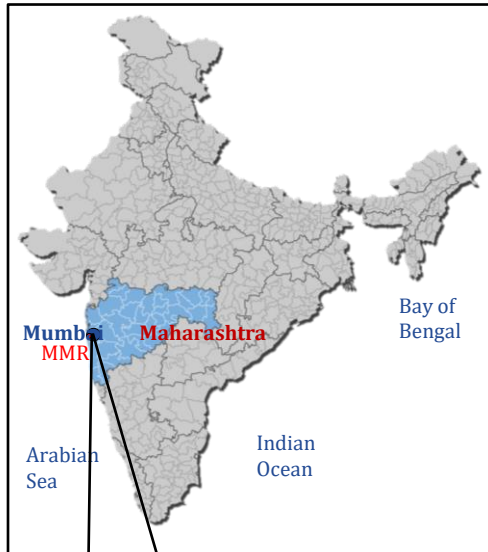 Bay of
Bengal
Mumbai
Maharashtra
MMR
Arabian
Sea
Indian
Ocean